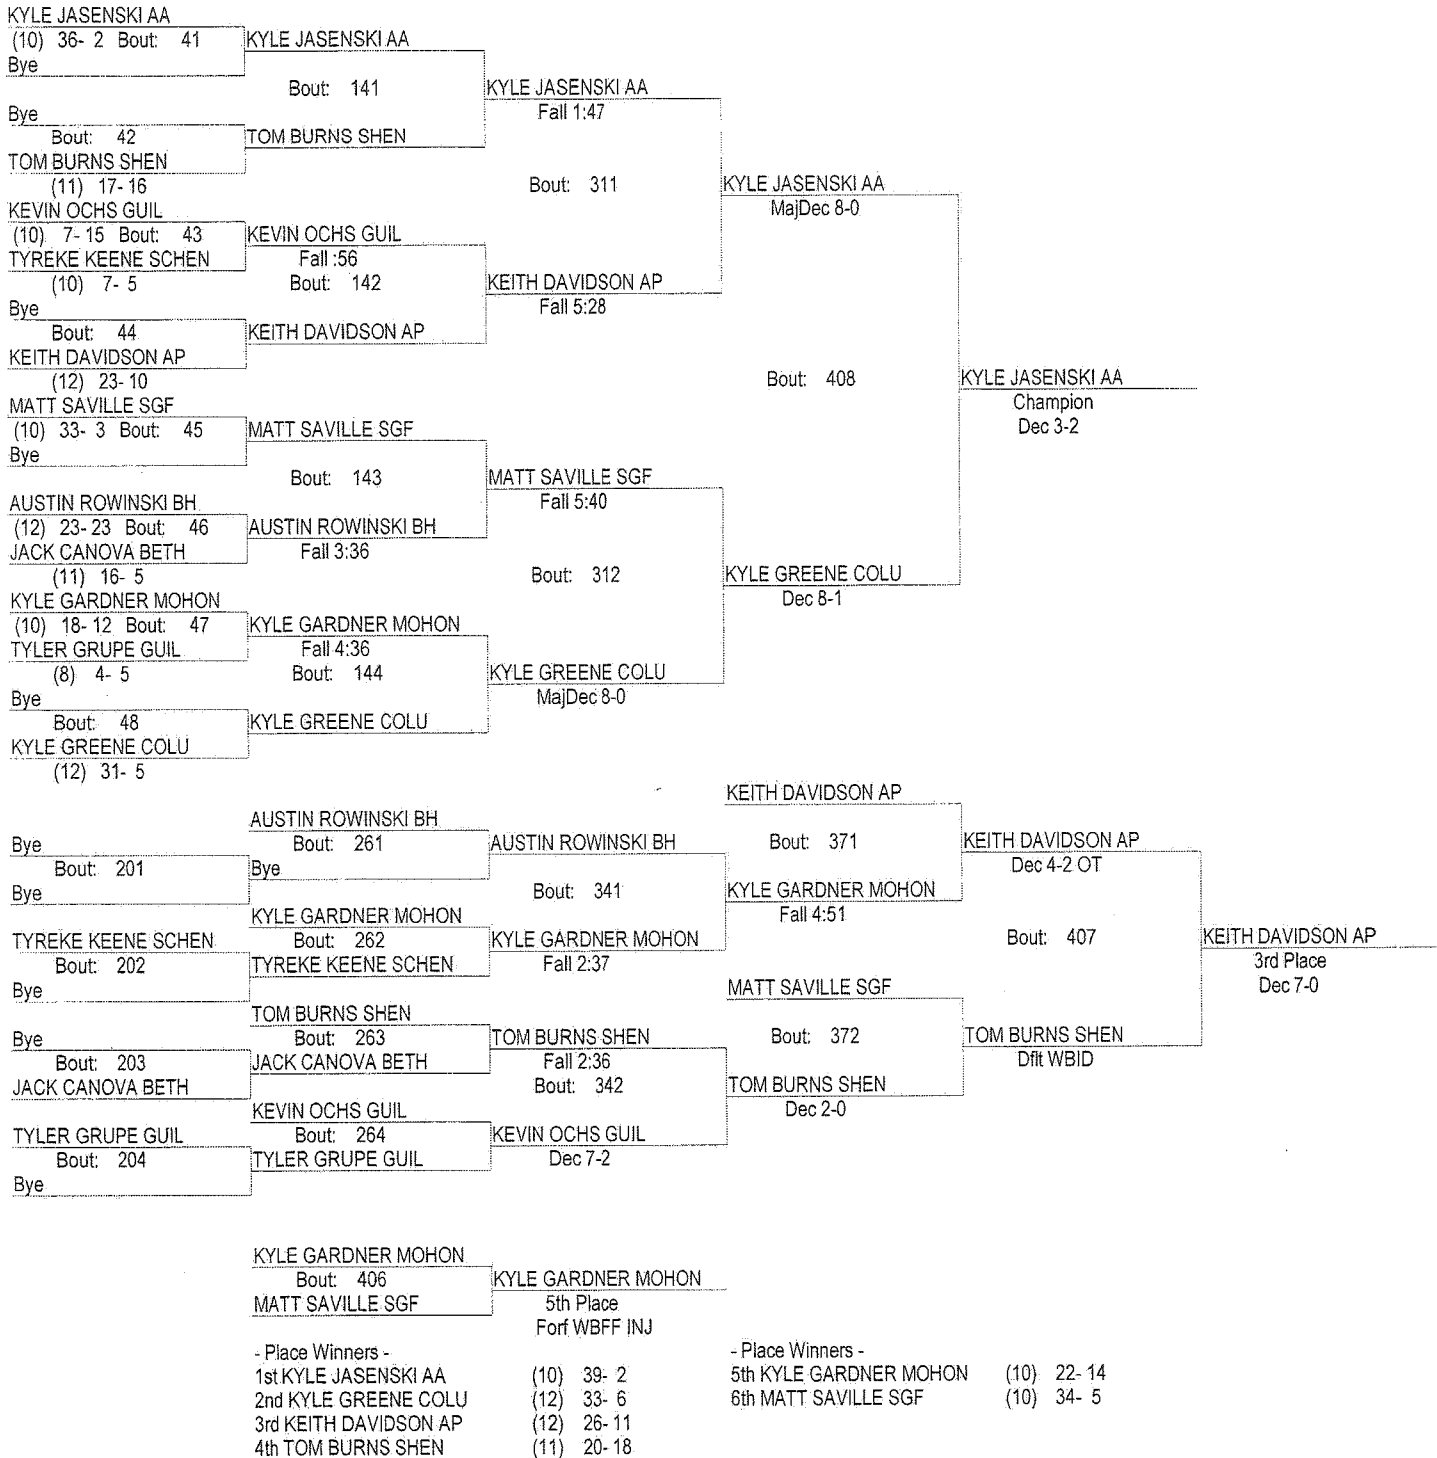 KYLE JASENSKI AA
(10) 36- 2 Bout: 41
Bye
KYLE JASENSKI AA
Bout: 141
Bye
Bout: 42
TOM BURNS SHEN
(11) 17- 16
TOM BURNS SHEN
KYLE JASENSKI AA
Fall 1:47
Bout: 311
KEVIN OCHS GUIL
(10) 7- 15 Bout: 43
TYREKE KEENE SCHEN
(10) 7- 5
KEVIN OCHS GUIL
Fall :56
Bout: 142
Bye
Bout: 44
KEITH DAVIDSON AP
(12) 23- 10
KEITH DAVIDSON AP
KEITH DAVIDSON AP
Fall 5:28
KYLE JASENSKI AA
MajDec 8-0
Bout: 408
MATT SAVILLE SGF
(10) 33- 3 Bout: 45
Bye
MATT SAVILLE SGF
Bout: 143
AUSTIN ROWINSKI BH
(12) 23- 23 Bout: 46
JACK CANOVA BETH
(11) 16- 5
AUSTIN ROWINSKI BH
Fall 3:36
MATT SAVILLE SGF
Fall 5:40
Bout: 312
KYLE GARDNER MOHON
(10) 18- 12 Bout: 47
TYLER GRUPE GUIL
(8) 4- 5
KYLE GARDNER MOHON
Fall 4:36
Bout: 144
Bye
Bout: 48
KYLE GREENE COLU
(12) 31- 5
KYLE GREENE COLU
KYLE GREENE COLU
MajDec 8-0
KYLE GREENE COLU
Dec 8-1
KYLE JASENSKI AA
Champion
Dec 3-2
Bye
Bout: 201
Bye
AUSTIN ROWINSKI BH
Bout: 261
Bye
AUSTIN ROWINSKI BH
Bout: 341
TYREKE KEENE SCHEN
Bout: 202
Bye
KYLE GARDNER MOHON
Bout: 262
TYREKE KEENE SCHEN
KYLE GARDNER MOHON
Fall 2:37
KEITH DAVIDSON AP
Bout: 371
KYLE GARDNER MOHON
Fall 4:51
KEITH DAVIDSON AP
Dec 4-2 OT
Bout: 407
Bye
Bout: 203
JACK CANOVA BETH
TOM BURNS SHEN
Bout: 263
JACK CANOVA BETH
TOM BURNS SHEN
Fall 2:36
Bout: 342
TYLER GRUPE GUIL
Bout: 204
Bye
KEVIN OCHS GUIL
Bout: 264
TYLER GRUPE GUIL
KEVIN OCHS GUIL
Dec 7-2
MATT SAVILLE SGF
Bout: 372
TOM BURNS SHEN
Dec 2-0
TOM BURNS SHEN
Dflt WBID
KEITH DAVIDSON AP
3rd Place
Dec 7-0
KYLE GARDNER MOHON
Bout: 406
MATT SAVILLE SGF
KYLE GARDNER MOHON
5th Place
Forf WBFF INJ
- Place Winners -
1st KYLE JASENSKI AA (10) 39- 2
2nd KYLE GREENE COLU (12) 33- 6
3rd KEITH DAVIDSON AP (12) 26- 11
4th TOM BURNS SHEN (11) 20- 18
- Place Winners -
5th KYLE GARDNER MOHON (10) 22- 14
6th MATT SAVILLE SGF (10) 34- 5